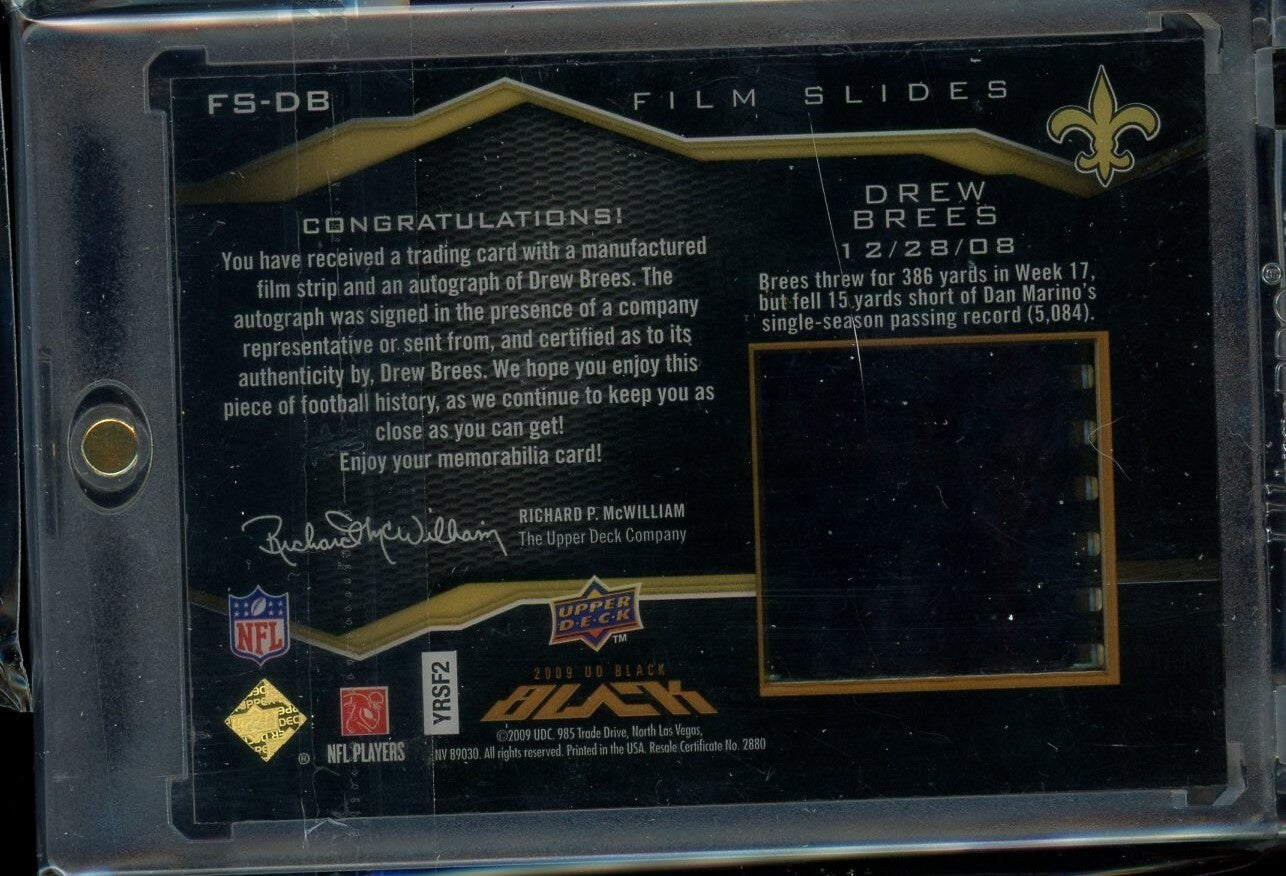 FS-DB
FILM SLIDES
CONGRATULATIONS!
You have received a trading card with a manufactured
film strip and an autograph of Drew Brees. The
autograph was signed in the presence of a company
representative or sent from, and certified as to its
authenticity by, Drew Brees. We hope you enjoy this
piece of football history, as we continue to keep you as
close as you can get!
Enjoy your memorabilia card!
Richard McWilliam
RICHARD P. McWILLIAM
The Upper Deck Company
DREW
BREES
12/28/08
Brees threw for 386 yards in Week 17,
but fell 15 yards short of Dan Marino's
single-season passing record (5,084).
NFL
UPPER
D·E·C·K
TM
2009 UD BLACK
BLACK
®
NFL PLAYERS
YRSF2
©2009 UDC. 985 Trade Drive, North Las Vegas,
NV 89030. All rights reserved. Printed in the USA. Resale Certificate No. 2880